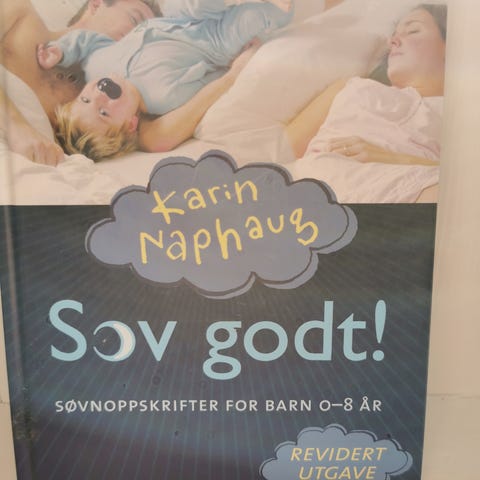 Karin
Naphaug
Sov godt!
SØVNOPPSKRIFTER FOR BARN 0–8 ÅR
REVIDERT
UTGAVE